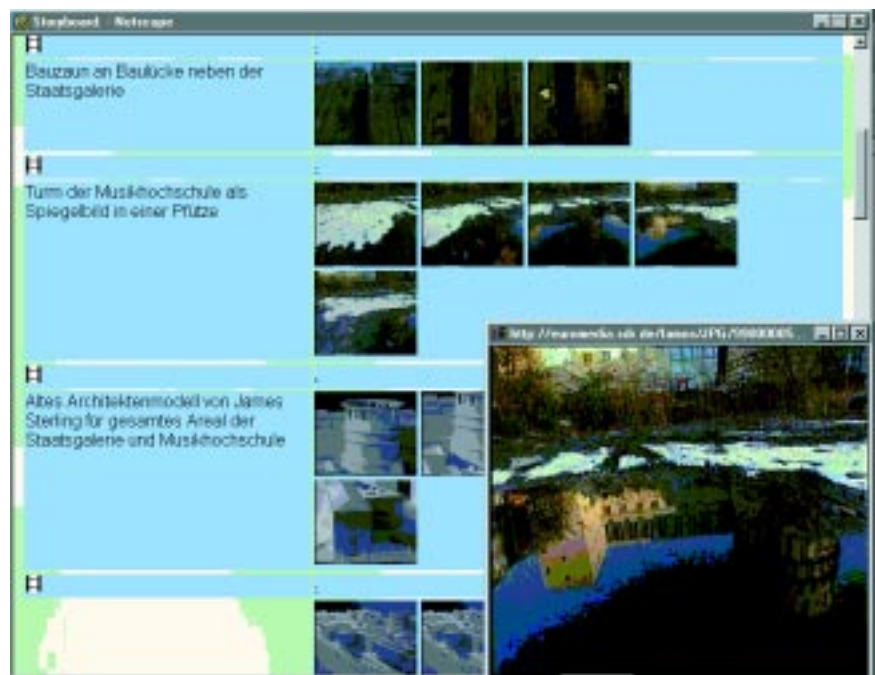 Storyboard - Netscape
Bauzaun an Baulücke neben der
Staatsgalerie
Turm der Musikhochschule als
Spiegelbild in einer Pfütze
Altes Architektenmodell von James
Sterling für gesamtes Areal der
Staatsgalerie und Musikhochschule